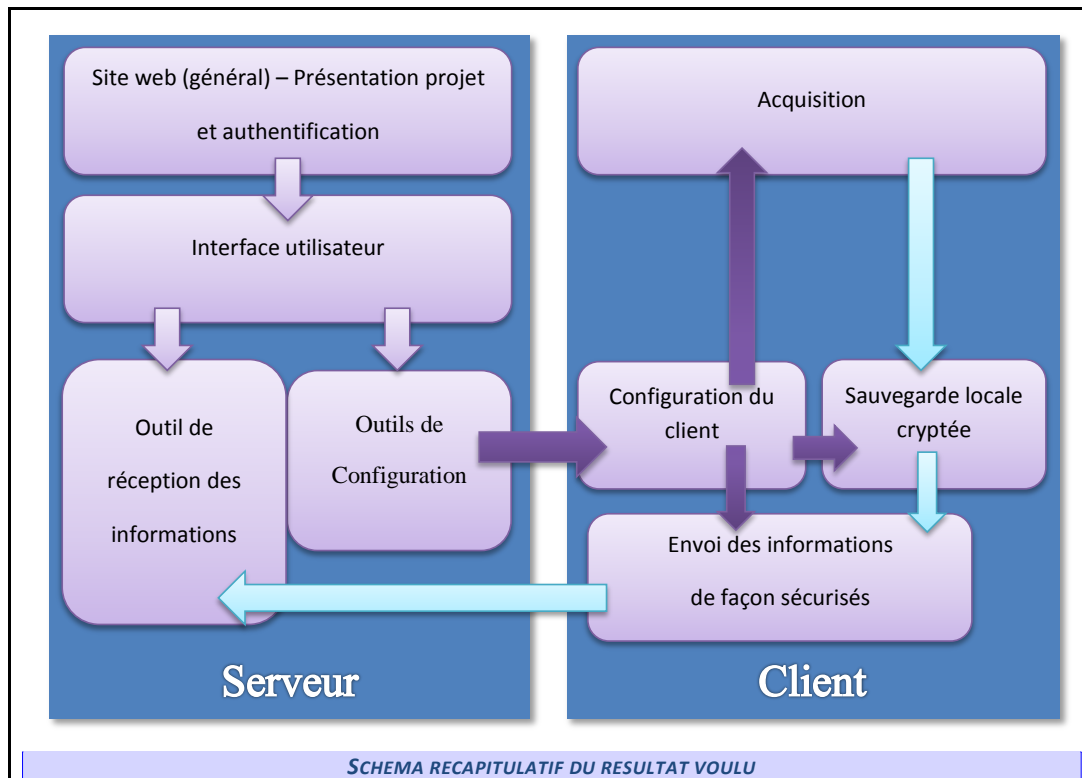 Site web (général) – Présentation projet
et authentification
Interface utilisateur
Outil de
réception des
informations
Outils de
Configuration
Serveur
Acquisition
Configuration du
client
Sauvegarde locale
cryptée
Envoi des informations
de façon sécurisés
Client
SCHEMA RECAPITULATIF DU RESULTAT VOULU